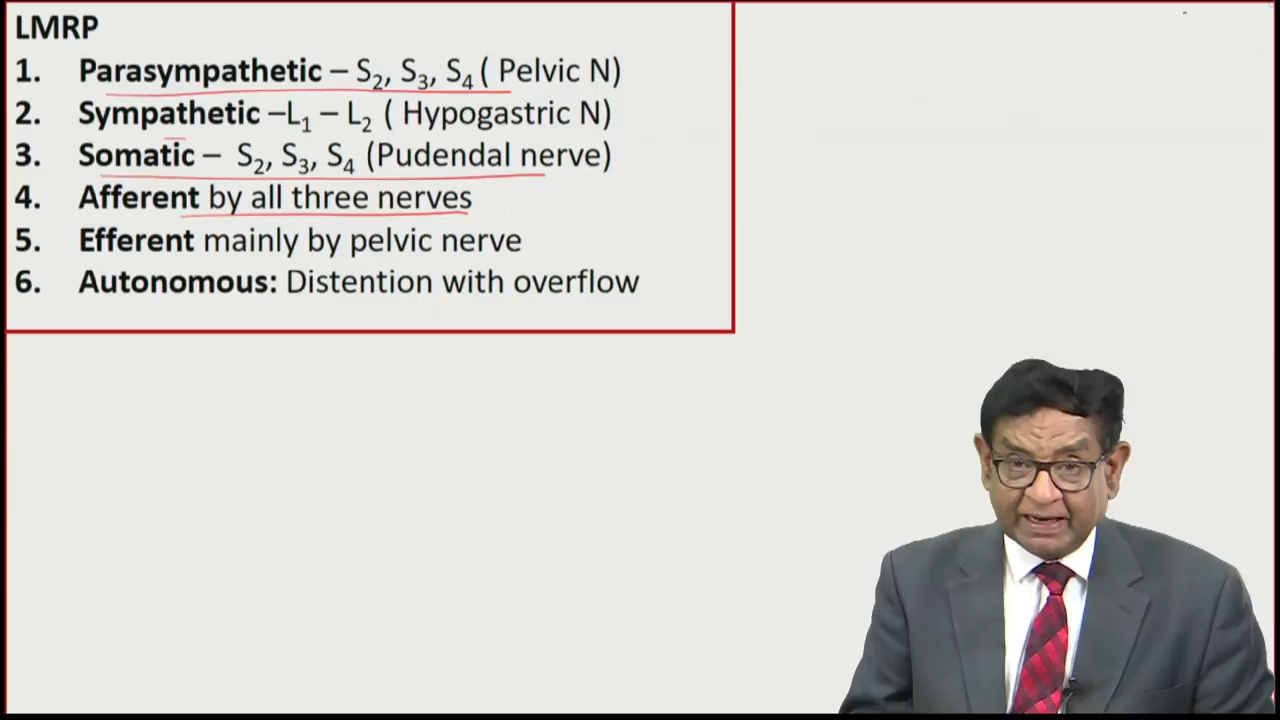 LMRP
1. Parasympathetic – S₂, S₃, S₄ ( Pelvic N)
2. Sympathetic –L₁ – L₂ ( Hypogastric N)
3. Somatic – S₂, S₃, S₄ (Pudendal nerve)
4. Afferent by all three nerves
5. Efferent mainly by pelvic nerve
6. Autonomous: Distention with overflow